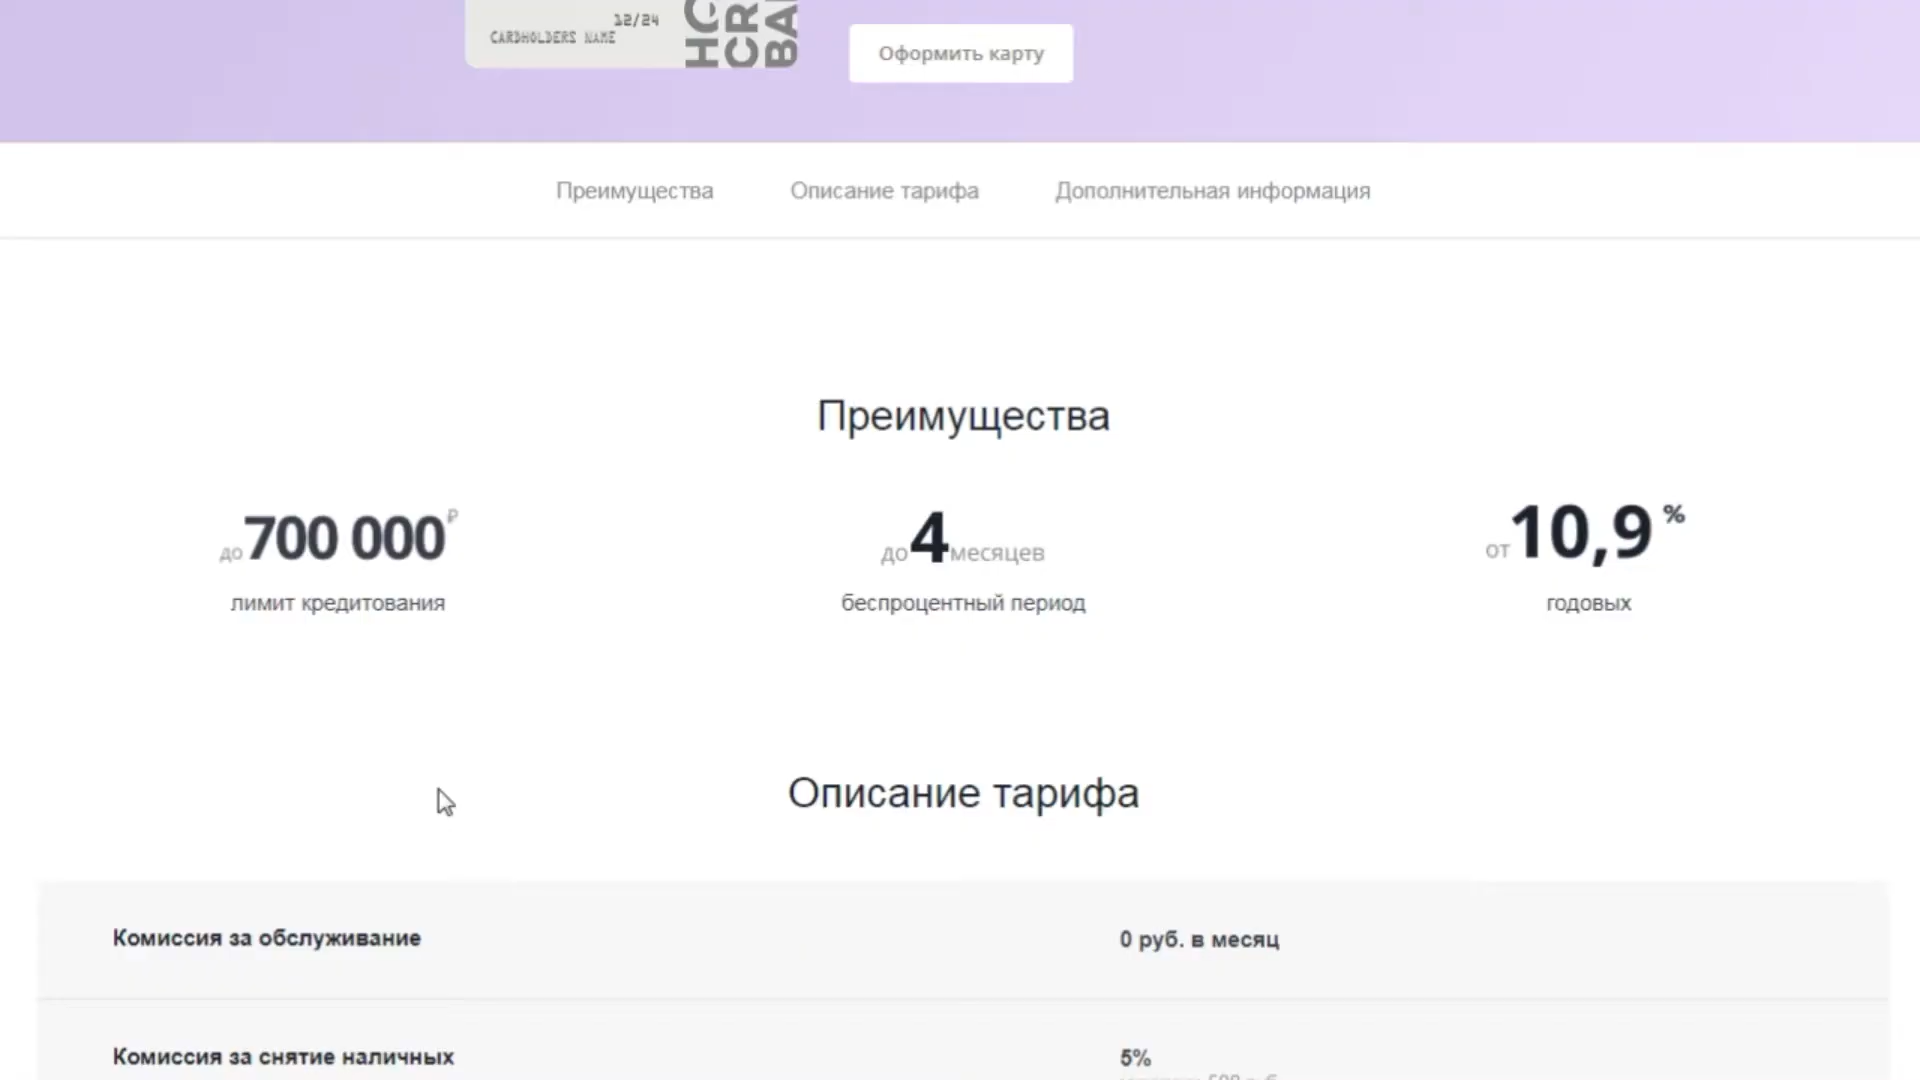 12/24
CARDHOLDERS NAME
Оформить карту
Преимущества
Описание тарифа
Дополнительная информация
Преимущества
до 700 000 ₽
лимит кредитования
до 4 месяцев
беспроцентный период
от 10,9 %
годовых
Описание тарифа
Комиссия за обслуживание
0 руб. в месяц
Комиссия за снятие наличных
5%